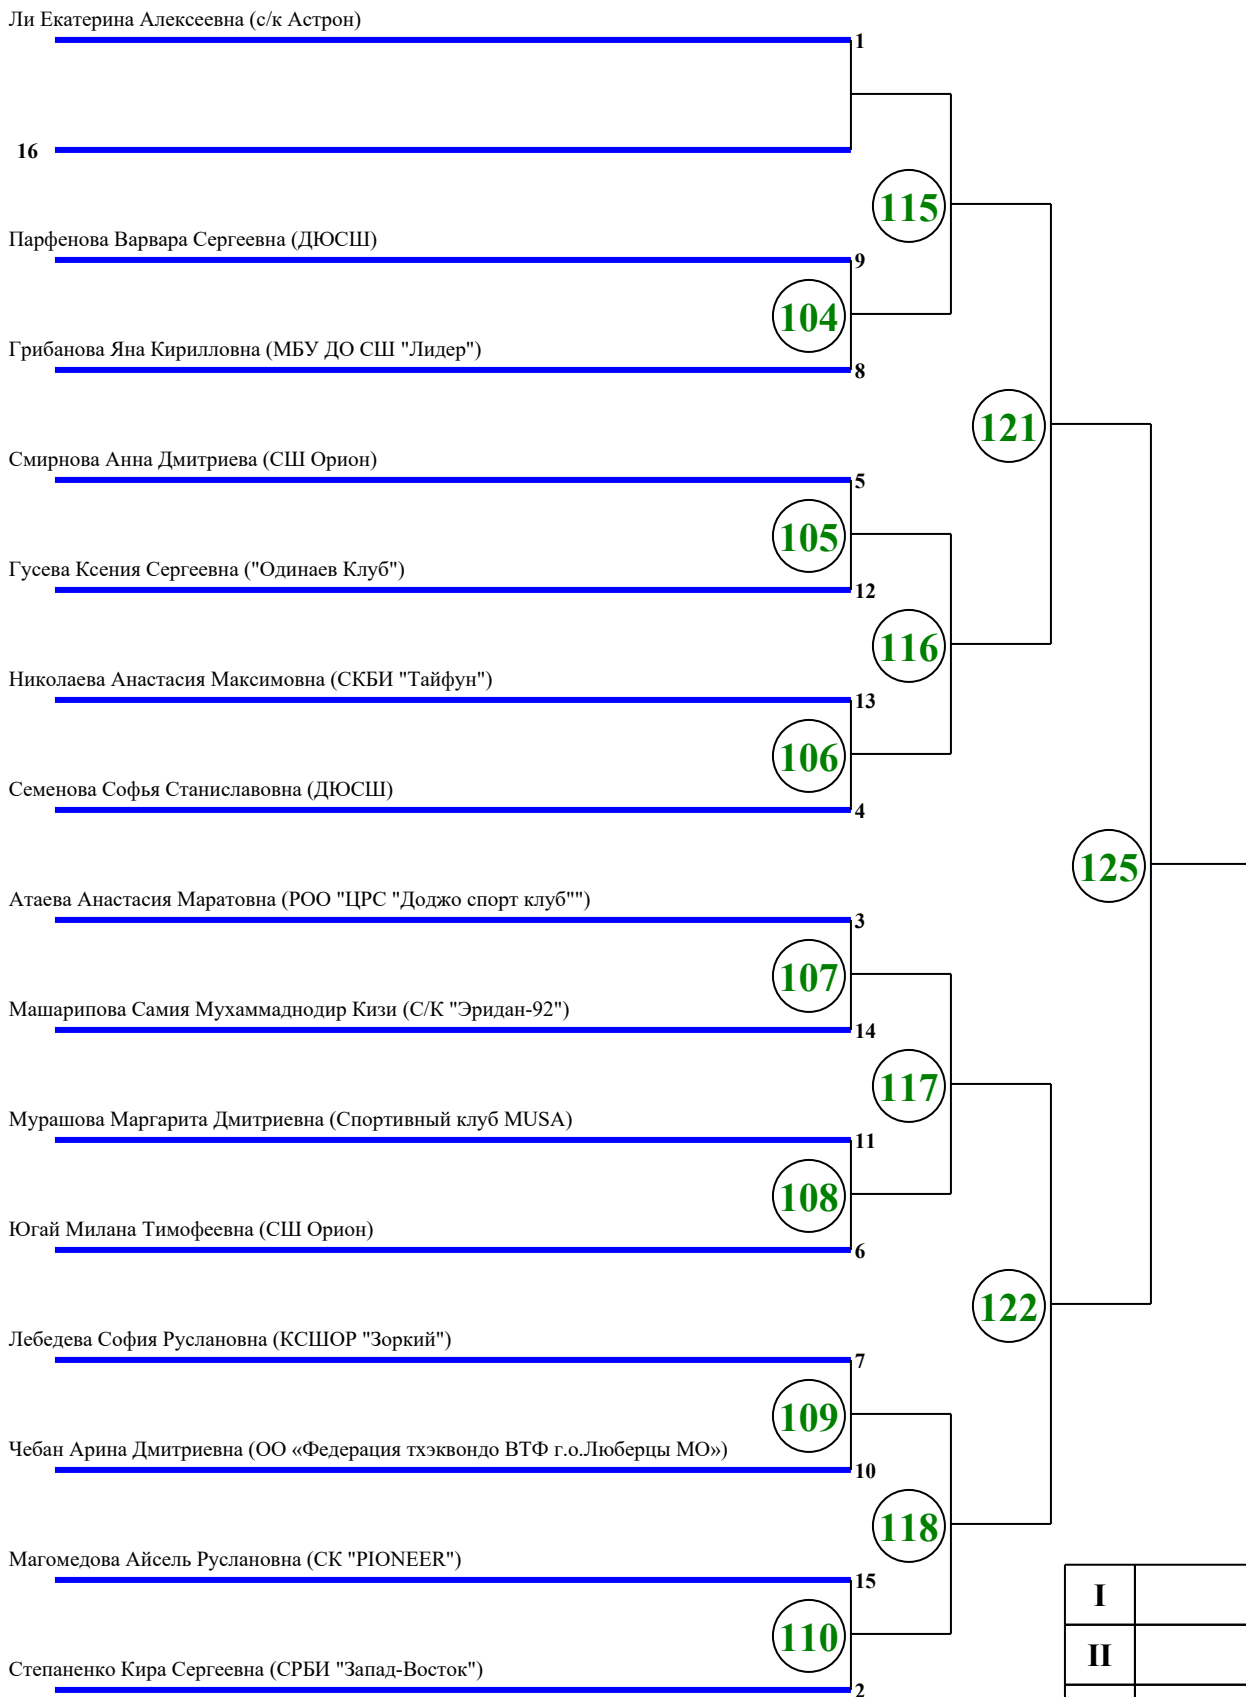 Ли Екатерина Алексеевна (с/к Астрон)
1
16
115
Парфенова Варвара Сергеевна (ДЮСШ)
9
104
Грибанова Яна Кирилловна (МБУ ДО СШ "Лидер")
8
121
Смирнова Анна Дмитриева (СШ Орион)
5
105
Гусева Ксения Сергеевна ("Одинаев Клуб")
12
116
Николаева Анастасия Максимовна (СКБИ "Тайфун")
13
106
Семенова Софья Станиславовна (ДЮСШ)
4
125
Атаева Анастасия Маратовна (РОО "ЦРС "Доджо спорт клуб"")
3
107
Машарипова Самия Мухаммаднодир Кизи (С/К "Эридан-92")
14
117
Мурашова Маргарита Дмитриевна (Спортивный клуб MUSA)
11
108
Югай Милана Тимофеевна (СШ Орион)
6
122
Лебедева София Руслановна (КСШОР "Зоркий")
7
109
Чебан Арина Дмитриевна (ОО «Федерация тхэквондо ВТФ г.о.Люберцы МО»)
10
118
Магомедова Айсель Руслановна (СК "PIONEER")
15
I
110
II
Степаненко Кира Сергеевна (СРБИ "Запад-Восток")
2